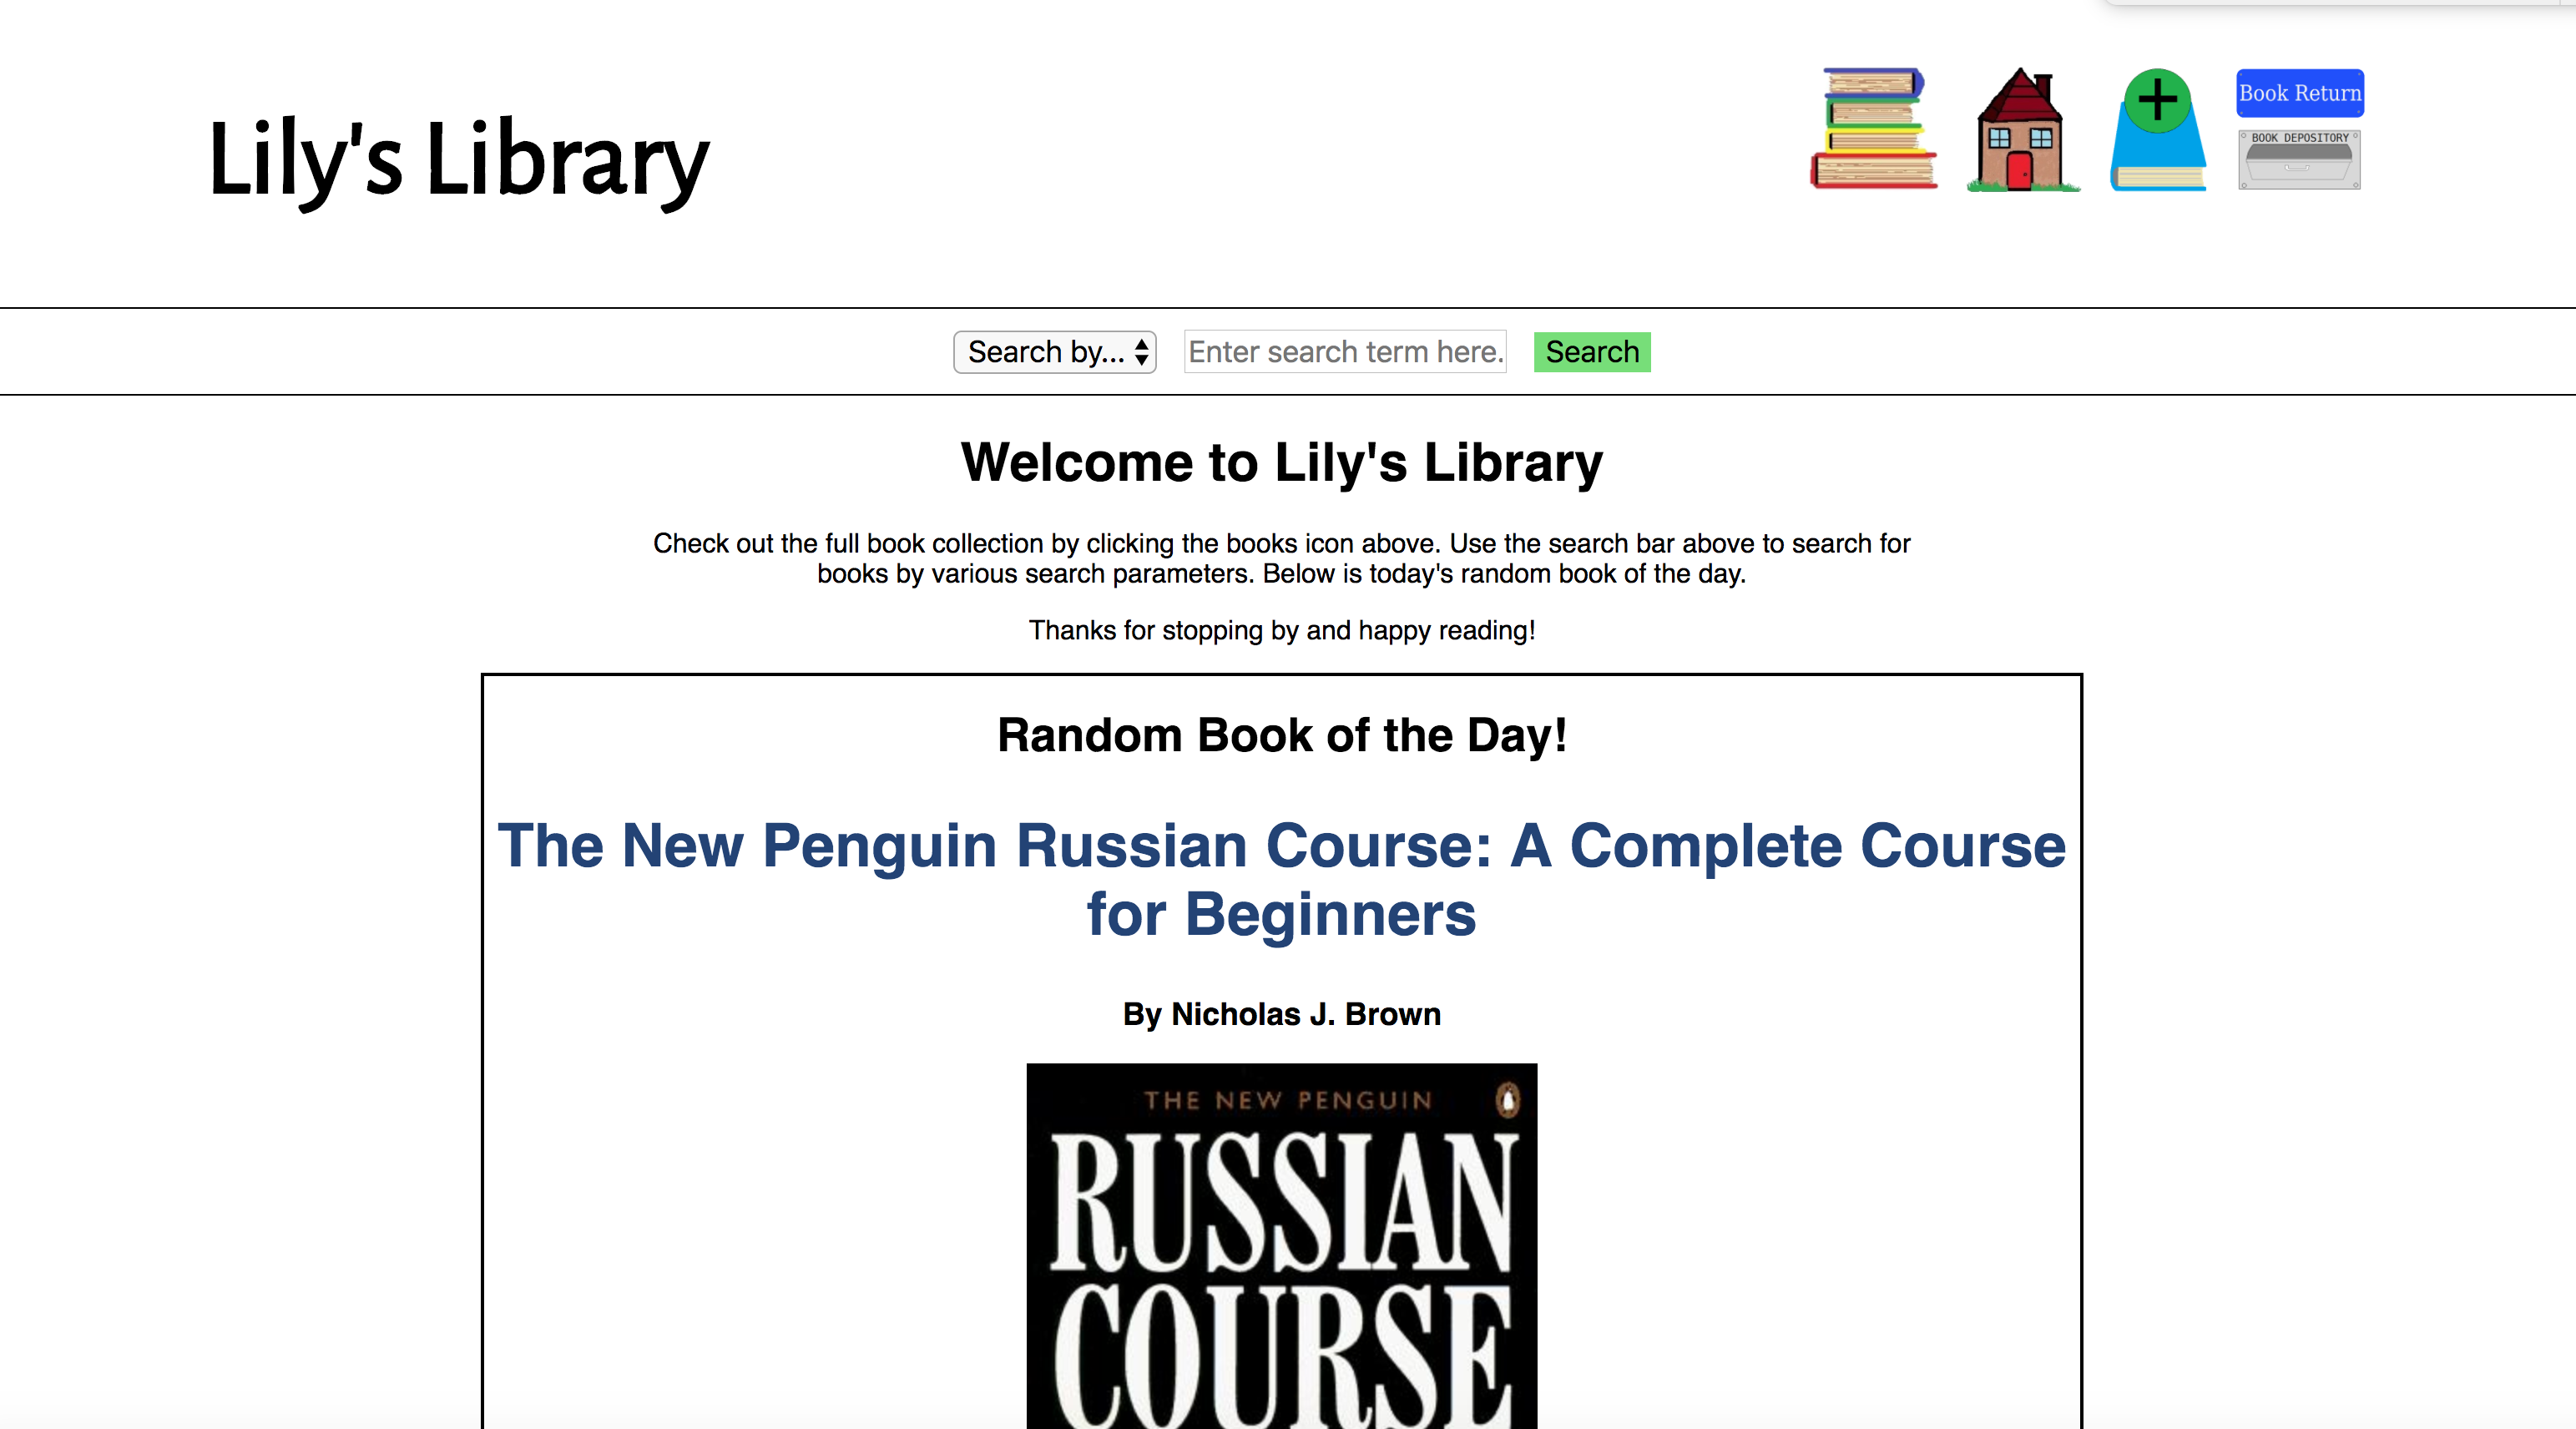 Lily's Library
Book Return
BOOK DEPOSITORY
Search by...
Enter search term here.
Search
Welcome to Lily's Library
Check out the full book collection by clicking the books icon above. Use the search bar above to search for
books by various search parameters. Below is today's random book of the day.
Thanks for stopping by and happy reading!
Random Book of the Day!
The New Penguin Russian Course: A Complete Course
for Beginners
By Nicholas J. Brown
THE NEW PENGUIN
RUSSIAN
COURSE